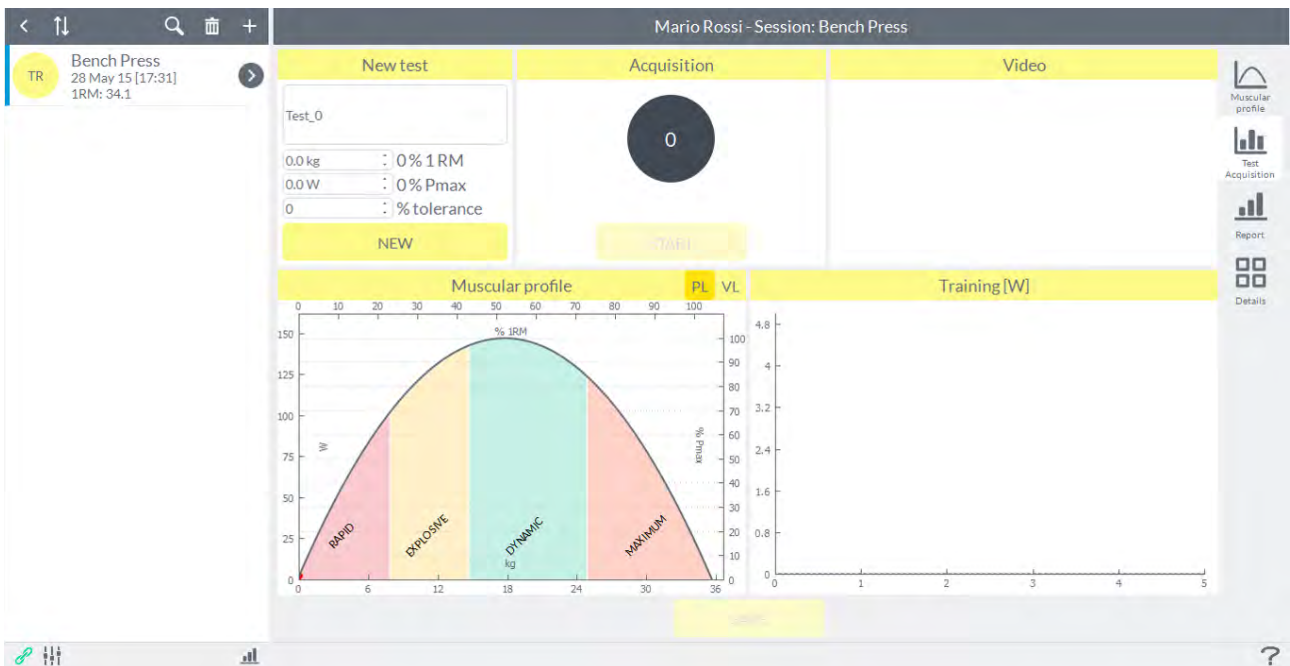 Mario Rossi - Session: Bench Press
TR
Bench Press
28 May 15 [17:31]
1RM: 34.1
New test
Test_0
0.0 kg 0 % 1 RM
0.0 W 0 % Pmax
0 % tolerance
NEW
Acquisition
0
START
Video
Muscular profile
Test Acquisition
Report
Details
Muscular profile PL VL
0 10 20 30 40 50 60 70 80 90 100
% 1RM
150
125
100
75
50
25
0
W
RAPID
EXPLOSIVE
DYNAMIC
MAXIMUM
kg
0 6 12 18 24 30 36
100
90
80
70
60
50
40
30
20
10
0
% Pmax
Training [W]
4.8
4
3.2
2.4
1.6
0.8
0
0 1 2 3 4 5
?